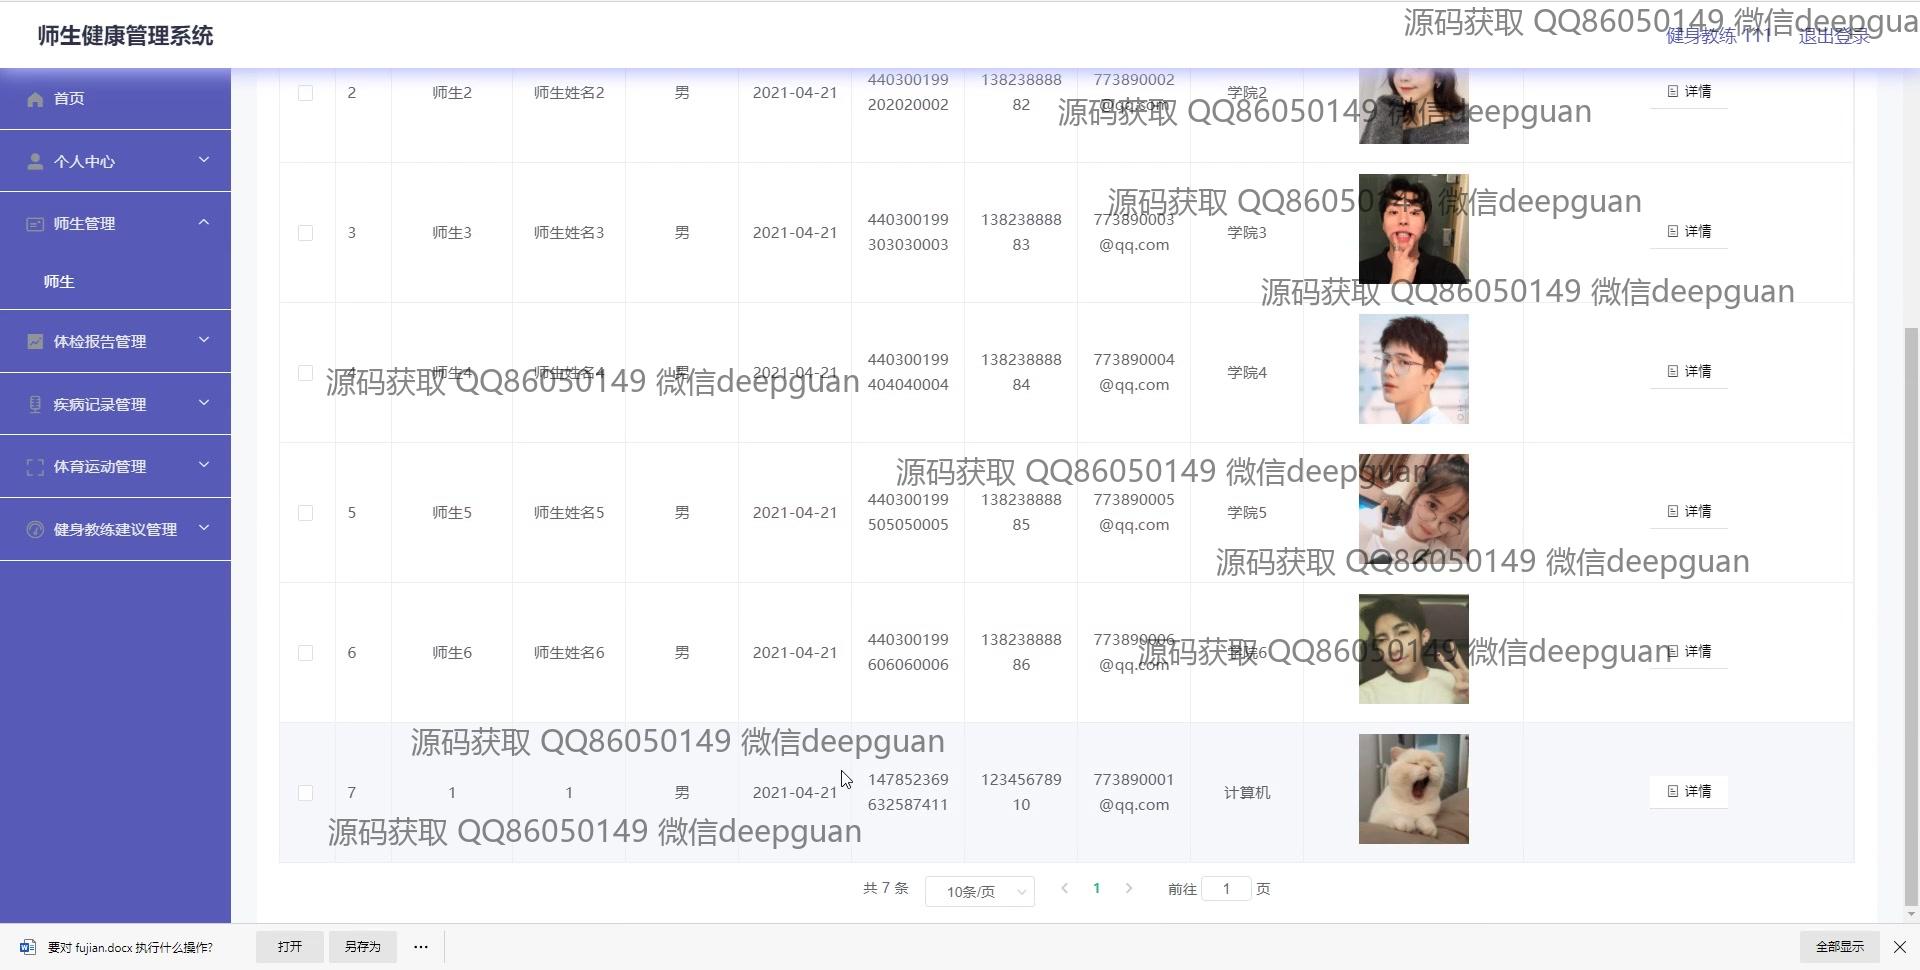 师生健康管理系统
源码获取 QQ86050149 微信deepgua
健身教练 111 退出登录
首页
个人中心
师生管理
师生
体检报告管理
疾病记录管理
体育运动管理
健身教练建议管理
2 师生2 师生姓名2 男 2021-04-21 440300199202020002 13823888882 773890002@qq.com 学院2 详情
源码获取 QQ86050149 微信deepguan
源码获取 QQ86050149 微信deepguan
3 师生3 师生姓名3 男 2021-04-21 440300199303030003 13823888883 773890003@qq.com 学院3 详情
源码获取 QQ86050149 微信deepguan
4 师生4 师生姓名4 男 2021-04-21 440300199404040004 13823888884 773890004@qq.com 学院4 详情
源码获取 QQ86050149 微信deepguan
源码获取 QQ86050149 微信deepguan
5 师生5 师生姓名5 男 2021-04-21 440300199505050005 13823888885 773890005@qq.com 学院5 详情
源码获取 QQ86050149 微信deepguan
6 师生6 师生姓名6 男 2021-04-21 440300199606060006 13823888886 773890006@qq.com 学院6 详情
源码获取 QQ86050149 微信deepguan
源码获取 QQ86050149 微信deepguan
7 1 1 男 2021-04-21 147852369632587411 12345678910 773890001@qq.com 计算机 详情
源码获取 QQ86050149 微信deepguan
共 7 条 10条/页 1 前往 1 页
要对 fujian.docx 执行什么操作? 打开 另存为 ··· 全部显示